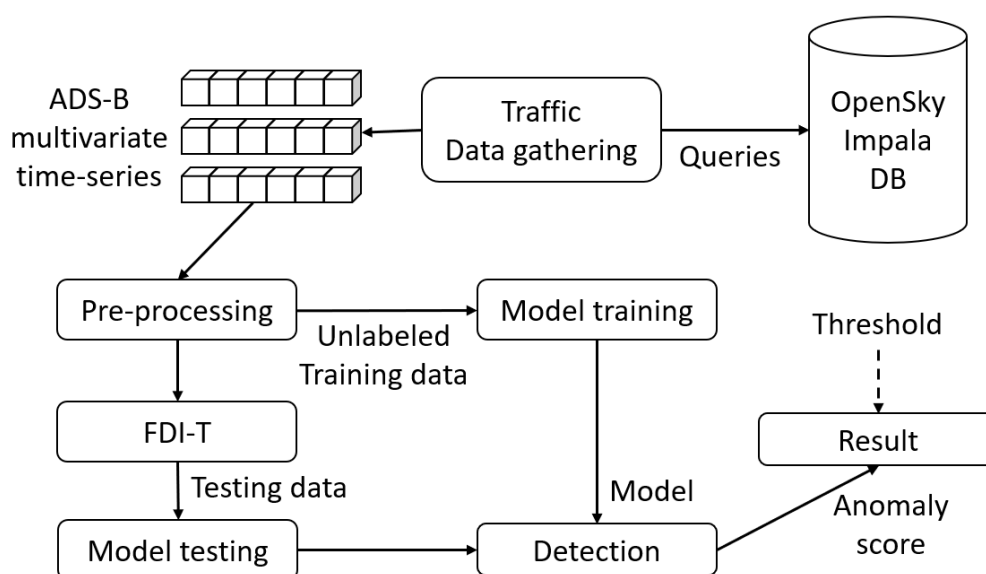 ADS-B
multivariate
time-series
Traffic
Data gathering
Queries
OpenSky
Impala
DB
Pre-processing
Unlabeled
Training data
Model training
Threshold
FDI-T
Result
Testing data
Model
Anomaly
score
Model testing
Detection